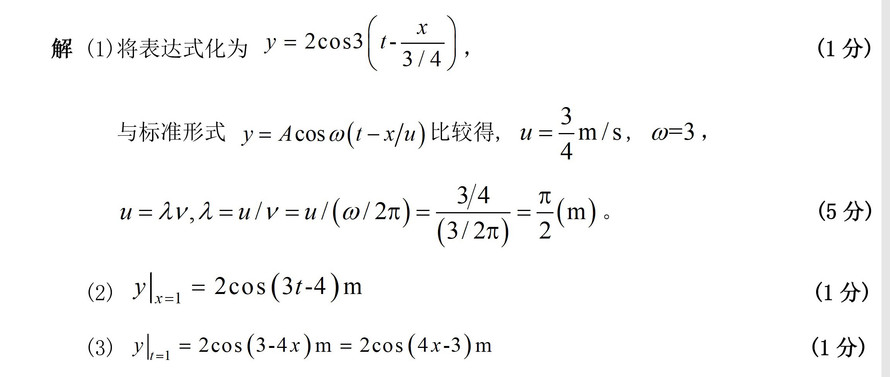 解 (1)将表达式化为 y = 2cos3(t-x/(3/4)), (1分)
与标准形式 y = Acosω(t−x/u)比较得, u = 3/4 m/s, ω=3,
u = λν,λ = u/ν = u/(ω/2π) = (3/4)/(3/2π) = π/2(m)。 (5分)
(2) y|x=1 = 2cos(3t-4)m (1分)
(3) y|t=1 = 2cos(3-4x)m = 2cos(4x-3)m (1分)